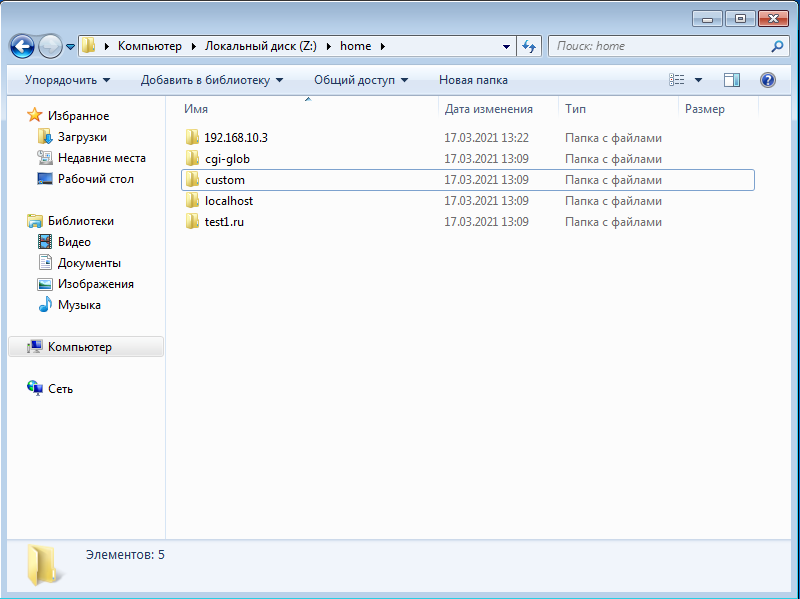 Компьютер Локальный диск (Z:) home Поиск: home
Упорядочить Добавить в библиотеку Общий доступ Новая папка
Избранное
Загрузки
Недавние места
Рабочий стол
Библиотеки
Видео
Документы
Изображения
Музыка
Компьютер
Сеть
Имя Дата изменения Тип Размер
192.168.10.3 17.03.2021 13:22 Папка с файлами
cgi-glob 17.03.2021 13:09 Папка с файлами
custom 17.03.2021 13:09 Папка с файлами
localhost 17.03.2021 13:09 Папка с файлами
test1.ru 17.03.2021 13:09 Папка с файлами
Элементов: 5